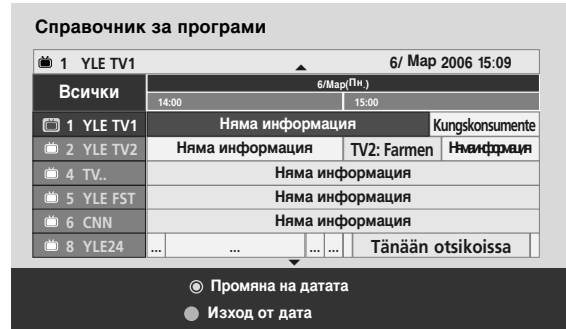 Справочник за програми
1 YLE TV1 6/ Мар 2006 15:09
Всички 6/Мар(Пн.)
14:00 15:00
1 YLE TV1 Няма информация Kungskonsumente
2 YLE TV2 Няма информация TV2: Farmen Няма информация
4 TV.. Няма информация
5 YLE FST Няма информация
6 CNN Няма информация
8 YLE24 ... ... ... ... Tänään otsikoissa
Промяна на датата
Изход от дата